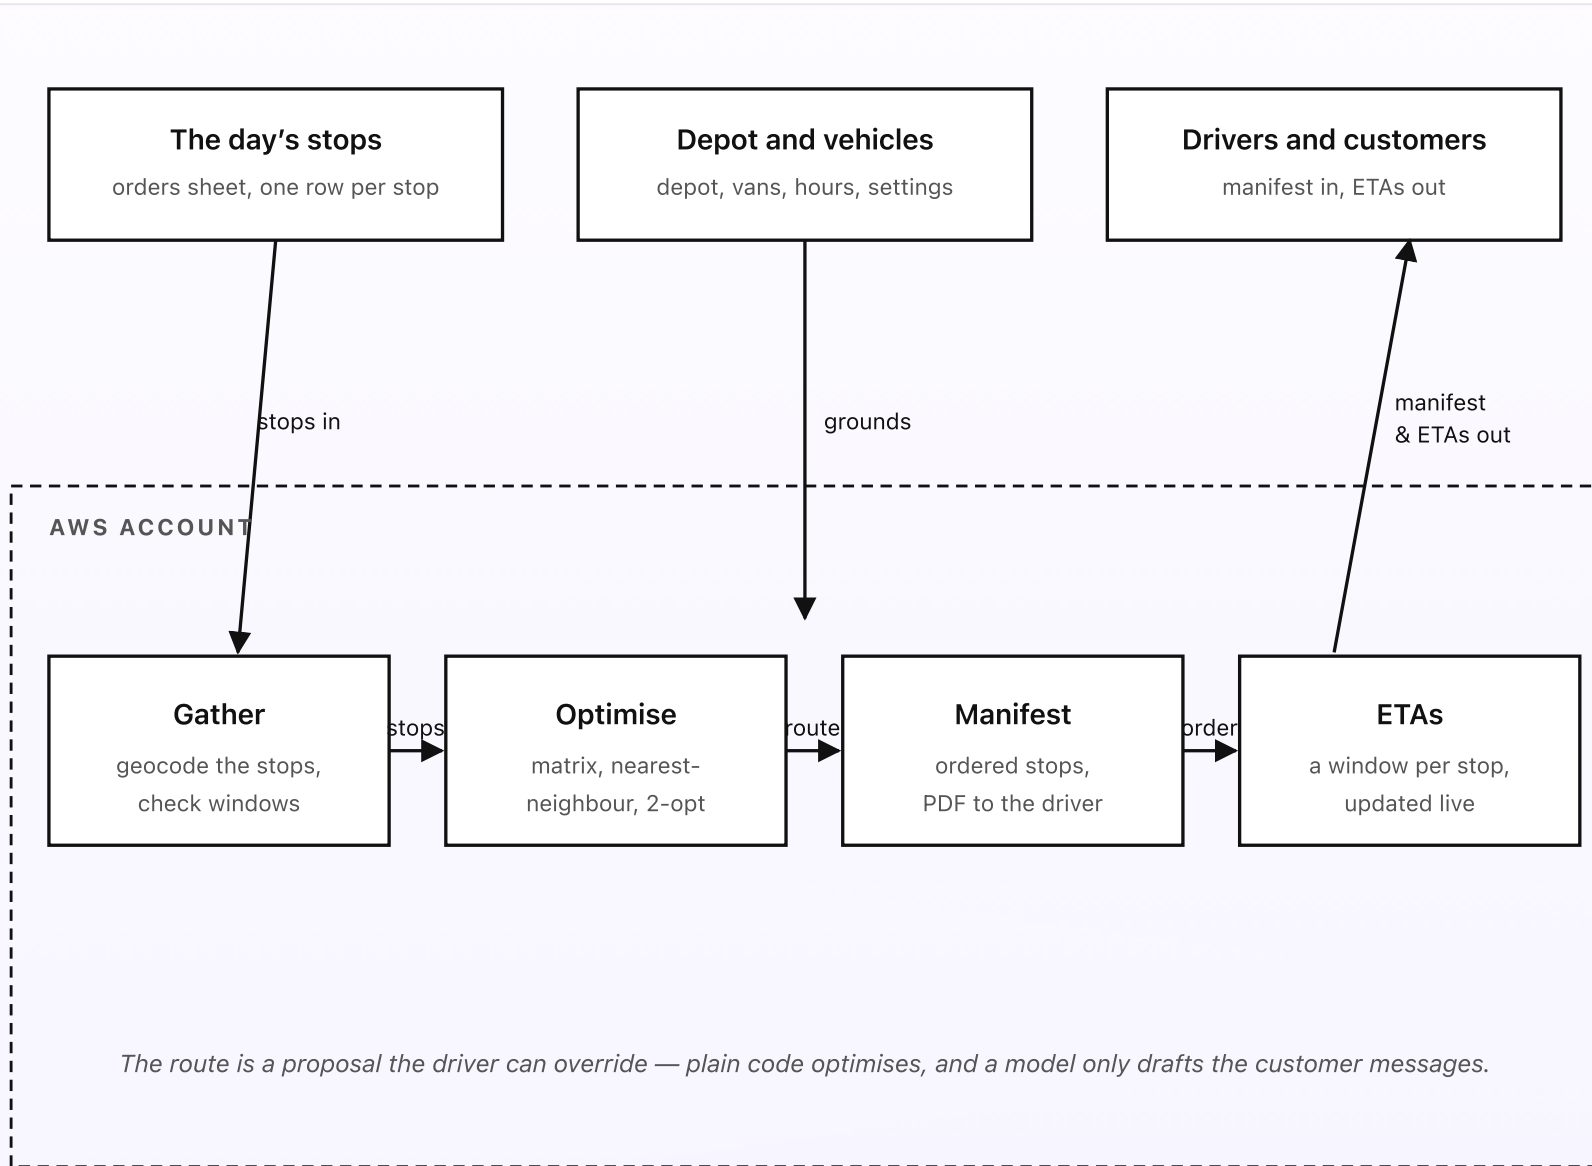 The day’s stops
orders sheet, one row per stop
Depot and vehicles
depot, vans, hours, settings
Drivers and customers
manifest in, ETAs out
stops in
grounds
manifest
& ETAs out
AWS ACCOUNT
Gather
geocode the stops,
check windows
stops
Optimise
matrix, nearest-
neighbour, 2-opt
route
Manifest
ordered stops,
PDF to the driver
order
ETAs
a window per stop,
updated live
The route is a proposal the driver can override — plain code optimises, and a model only drafts the customer messages.